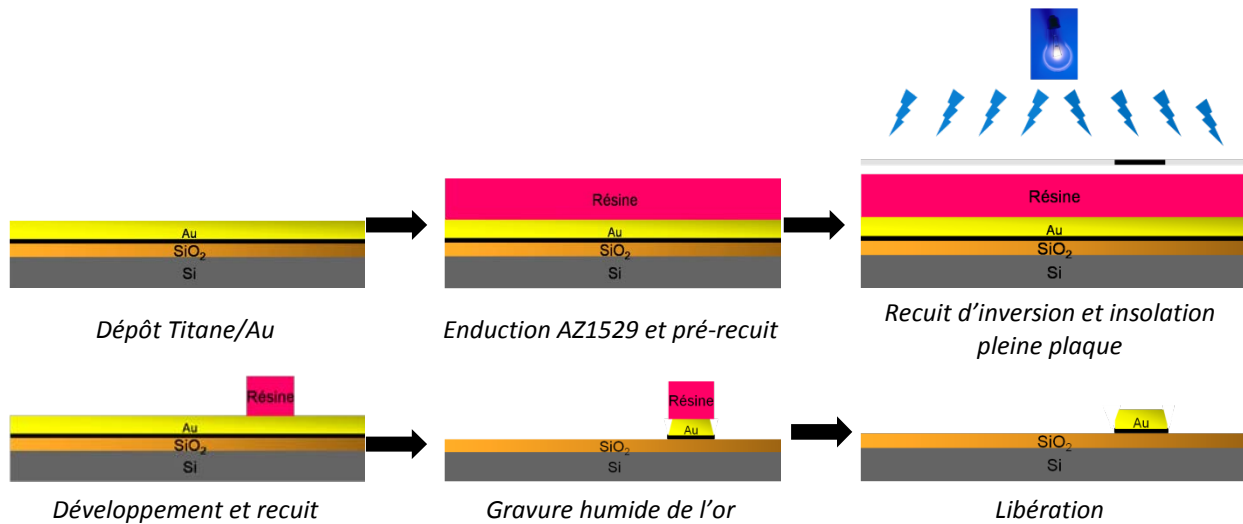 Au
SiO₂
Si
Dépôt Titane/Au
Résine
Au
SiO₂
Si
Enduction AZ1529 et pré-recuit
Résine
Au
SiO₂
Si
Recuit d’inversion et insolation
pleine plaque
Résine
Au
SiO₂
Si
Développement et recuit
Résine
Au
SiO₂
Si
Gravure humide de l’or
Au
SiO₂
Si
Libération